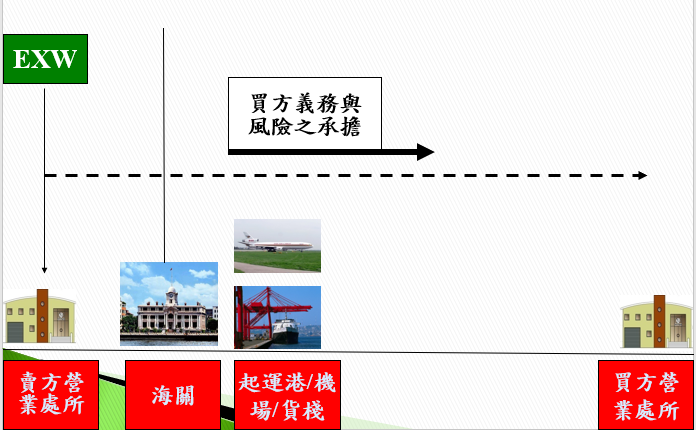 EXW
買方義務與
風險之承擔
賣方營
業處所
海關
起運港/機
場/貨棧
買方營
業處所